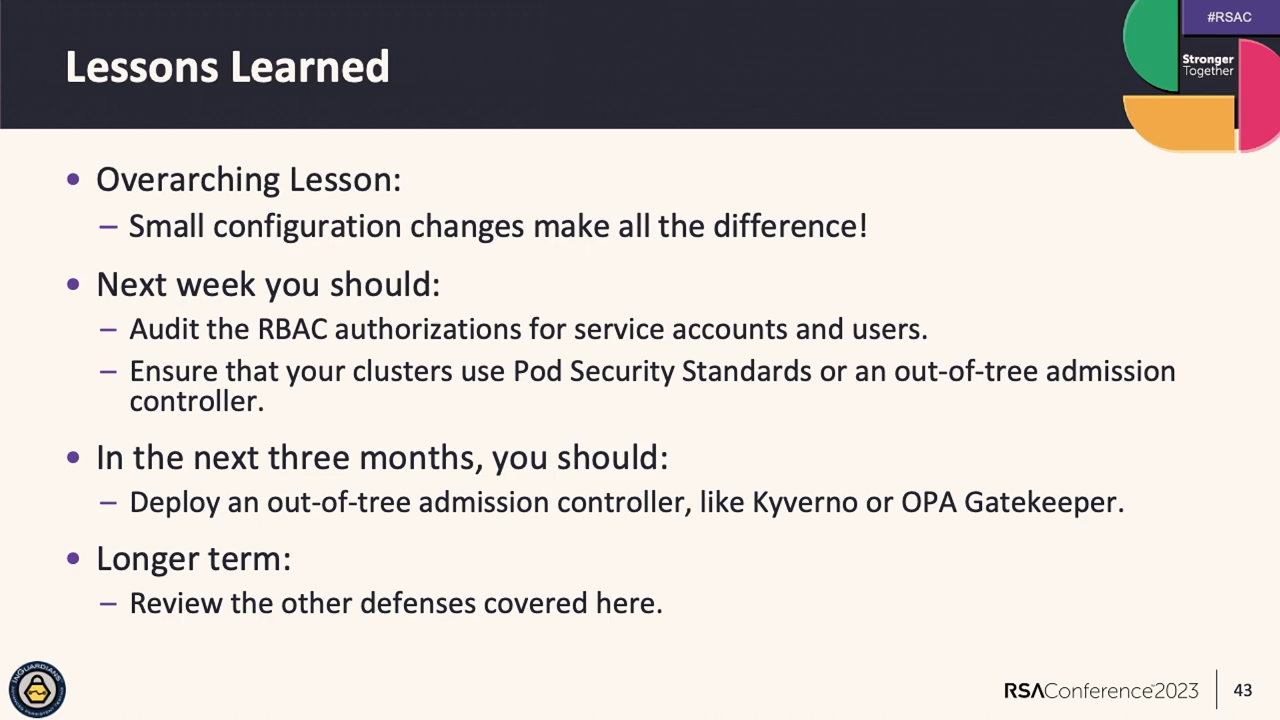 #RSAC
Lessons Learned
Stronger
Together
• Overarching Lesson:
– Small configuration changes make all the difference!
• Next week you should:
– Audit the RBAC authorizations for service accounts and users.
– Ensure that your clusters use Pod Security Standards or an out-of-tree admission
controller.
• In the next three months, you should:
– Deploy an out-of-tree admission controller, like Kyverno or OPA Gatekeeper.
• Longer term:
– Review the other defenses covered here.
INGUARDIANS
RSAConference™2023
43